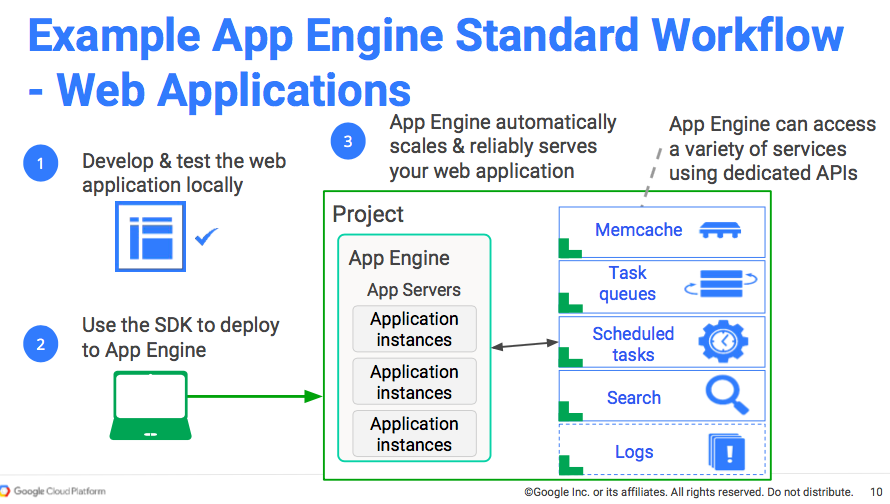 Example App Engine Standard Workflow
- Web Applications
1
Develop & test the web
application locally
2
Use the SDK to deploy
to App Engine
3
App Engine automatically
scales & reliably serves
your web application
App Engine can access
a variety of services
using dedicated APIs
Project
App Engine
App Servers
Application
instances
Application
instances
Application
instances
Memcache
Task
queues
Scheduled
tasks
Search
Logs
Google Cloud Platform
©Google Inc. or its affiliates. All rights reserved. Do not distribute.
10